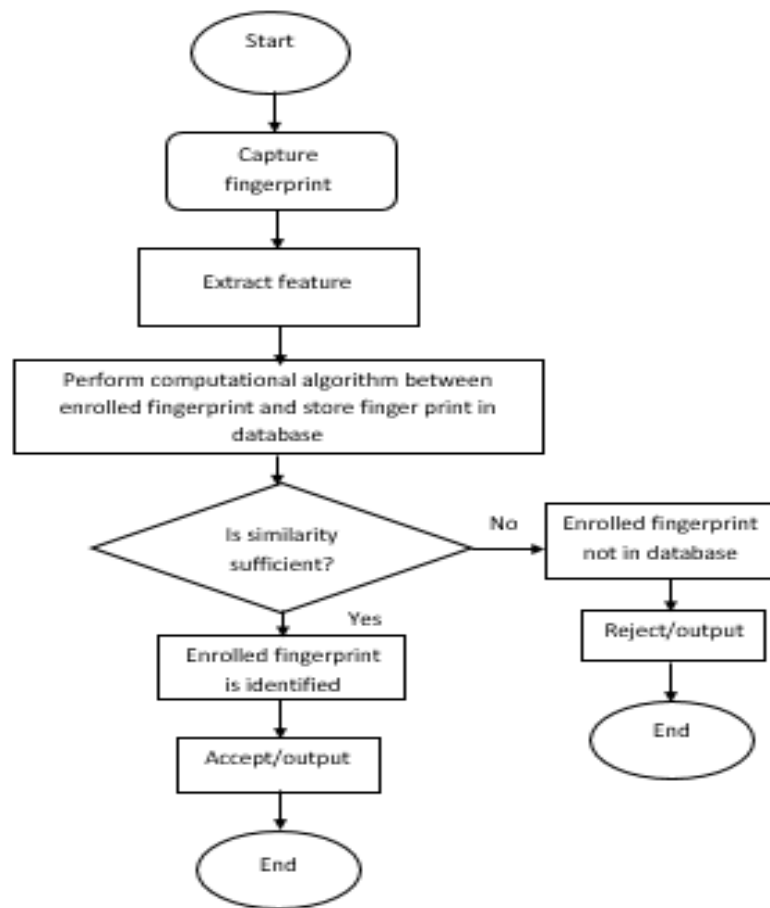 Start
Capture
fingerprint
Extract feature
Perform computational algorithm between
enrolled fingerprint and store finger print in
database
Is similarity
sufficient?
No
Enrolled fingerprint
not in database
Reject/output
End
Yes
Enrolled fingerprint
is identified
Accept/output
End